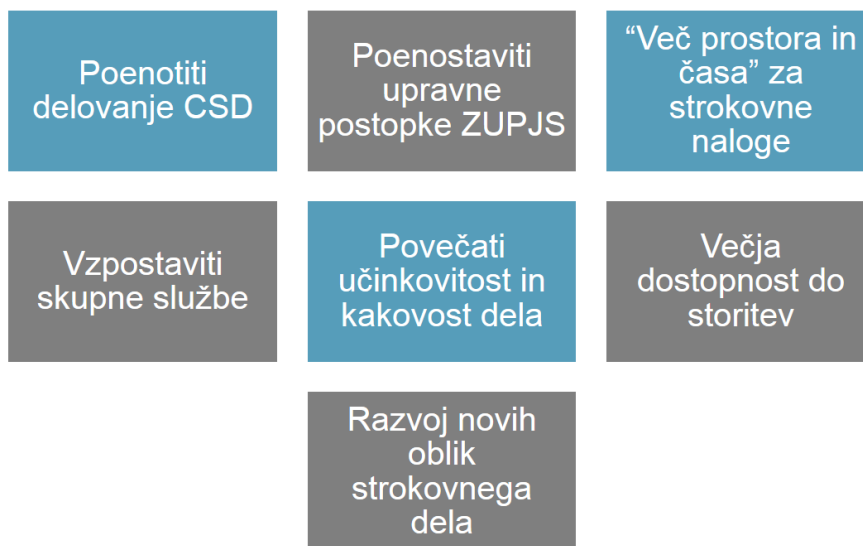 Poenotiti
delovanje CSD
Poenostaviti
upravne
postopke ZUPJS
“Več prostora in
časa” za
strokovne
naloge
Vzpostaviti
skupne službe
Povečati
učinkovitost in
kakovost dela
Večja
dostopnost do
storitev
Razvoj novih
oblik
strokovnega
dela